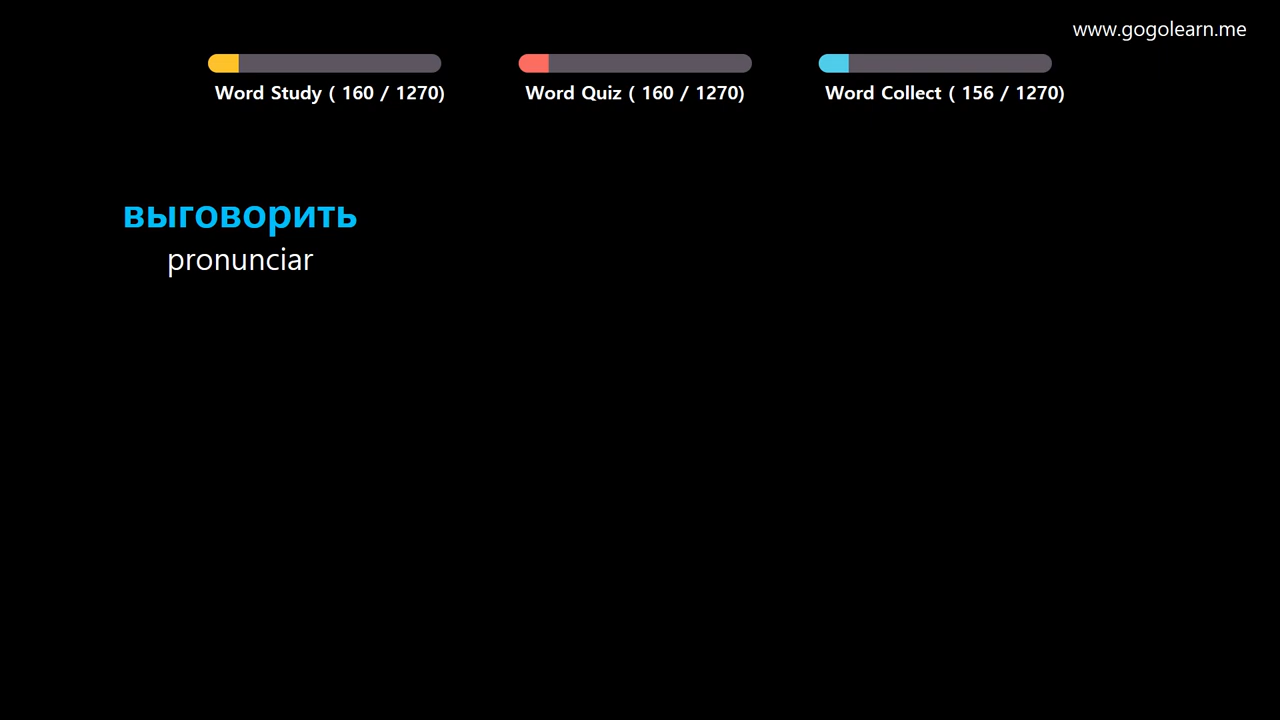 www.gogolearn.me
Word Study ( 160 / 1270)
Word Quiz ( 160 / 1270)
Word Collect ( 156 / 1270)
выговорить
pronunciar